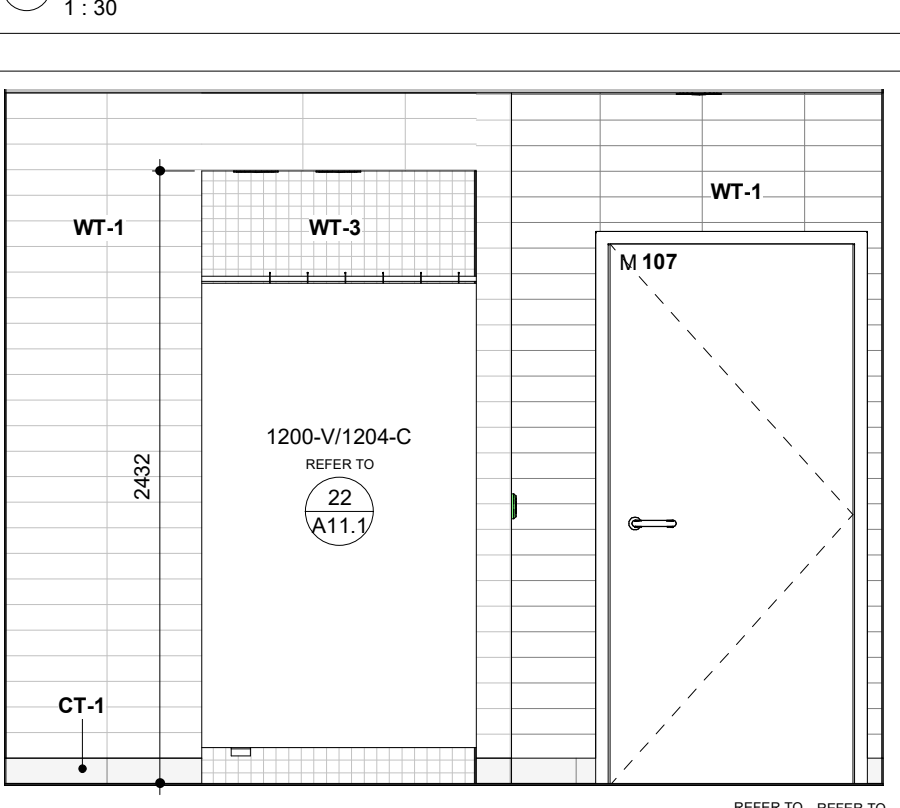 1 : 30
WT-1
WT-1
WT-3
M 107
1200-V/1204-C
REFER TO
22
A11.1
2432
CT-1
REFER TO REFER TO